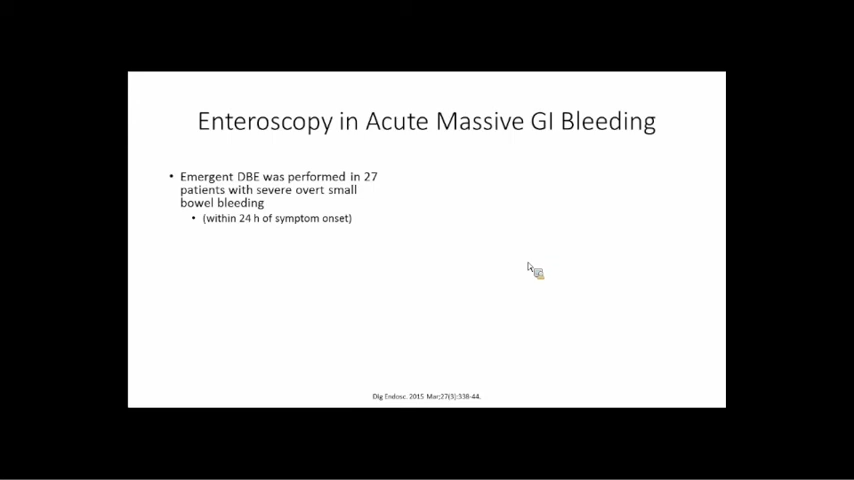 Enteroscopy in Acute Massive GI Bleeding
• Emergent DBE was performed in 27
patients with severe overt small
bowel bleeding
• (within 24 h of symptom onset)
Dig Endosc. 2015 Mar;27(3):338-44.